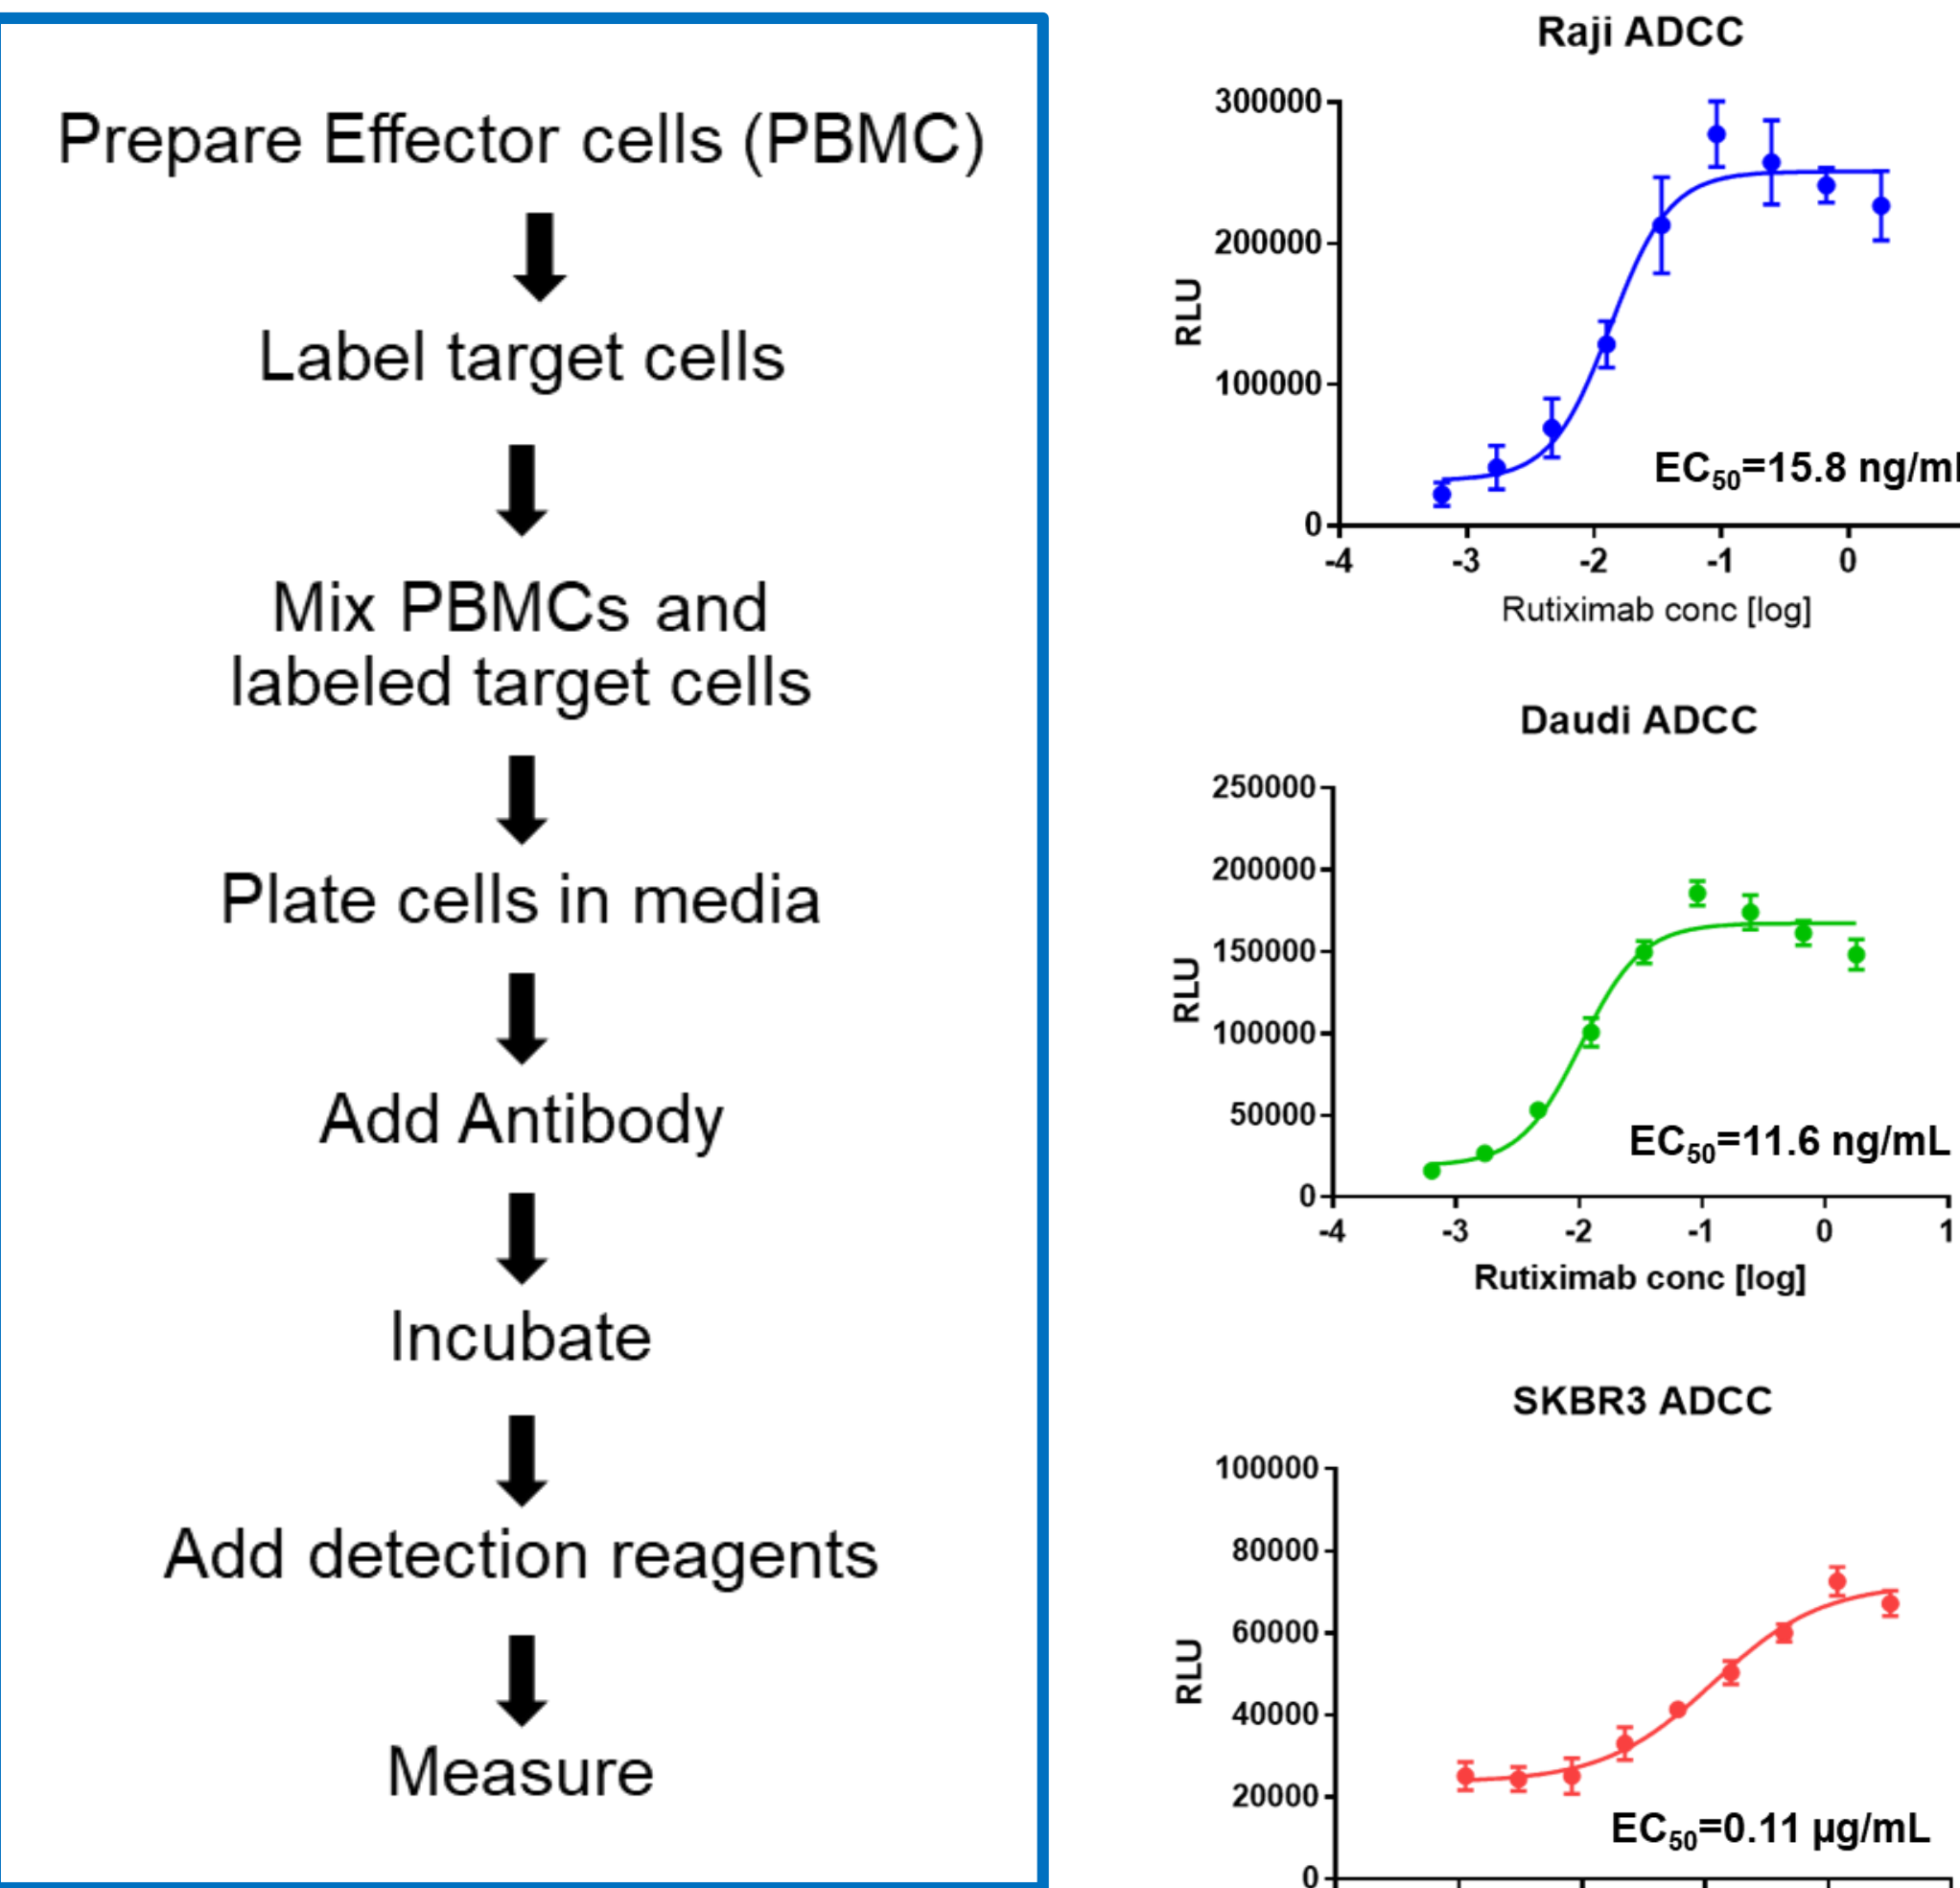 Prepare Effector cells (PBMC)
Label target cells
Mix PBMCs and
labeled target cells
Plate cells in media
Add Antibody
Incubate
Add detection reagents
Measure
Raji ADCC
300000
200000
100000
0
RLU
EC50=15.8 ng/ml
-4 -3 -2 -1 0
Rutiximab conc [log]
Daudi ADCC
250000
200000
150000
100000
50000
0
RLU
EC50=11.6 ng/mL
-4 -3 -2 -1 0 1
Rutiximab conc [log]
SKBR3 ADCC
100000
80000
60000
40000
20000
0
RLU
EC50=0.11 µg/mL